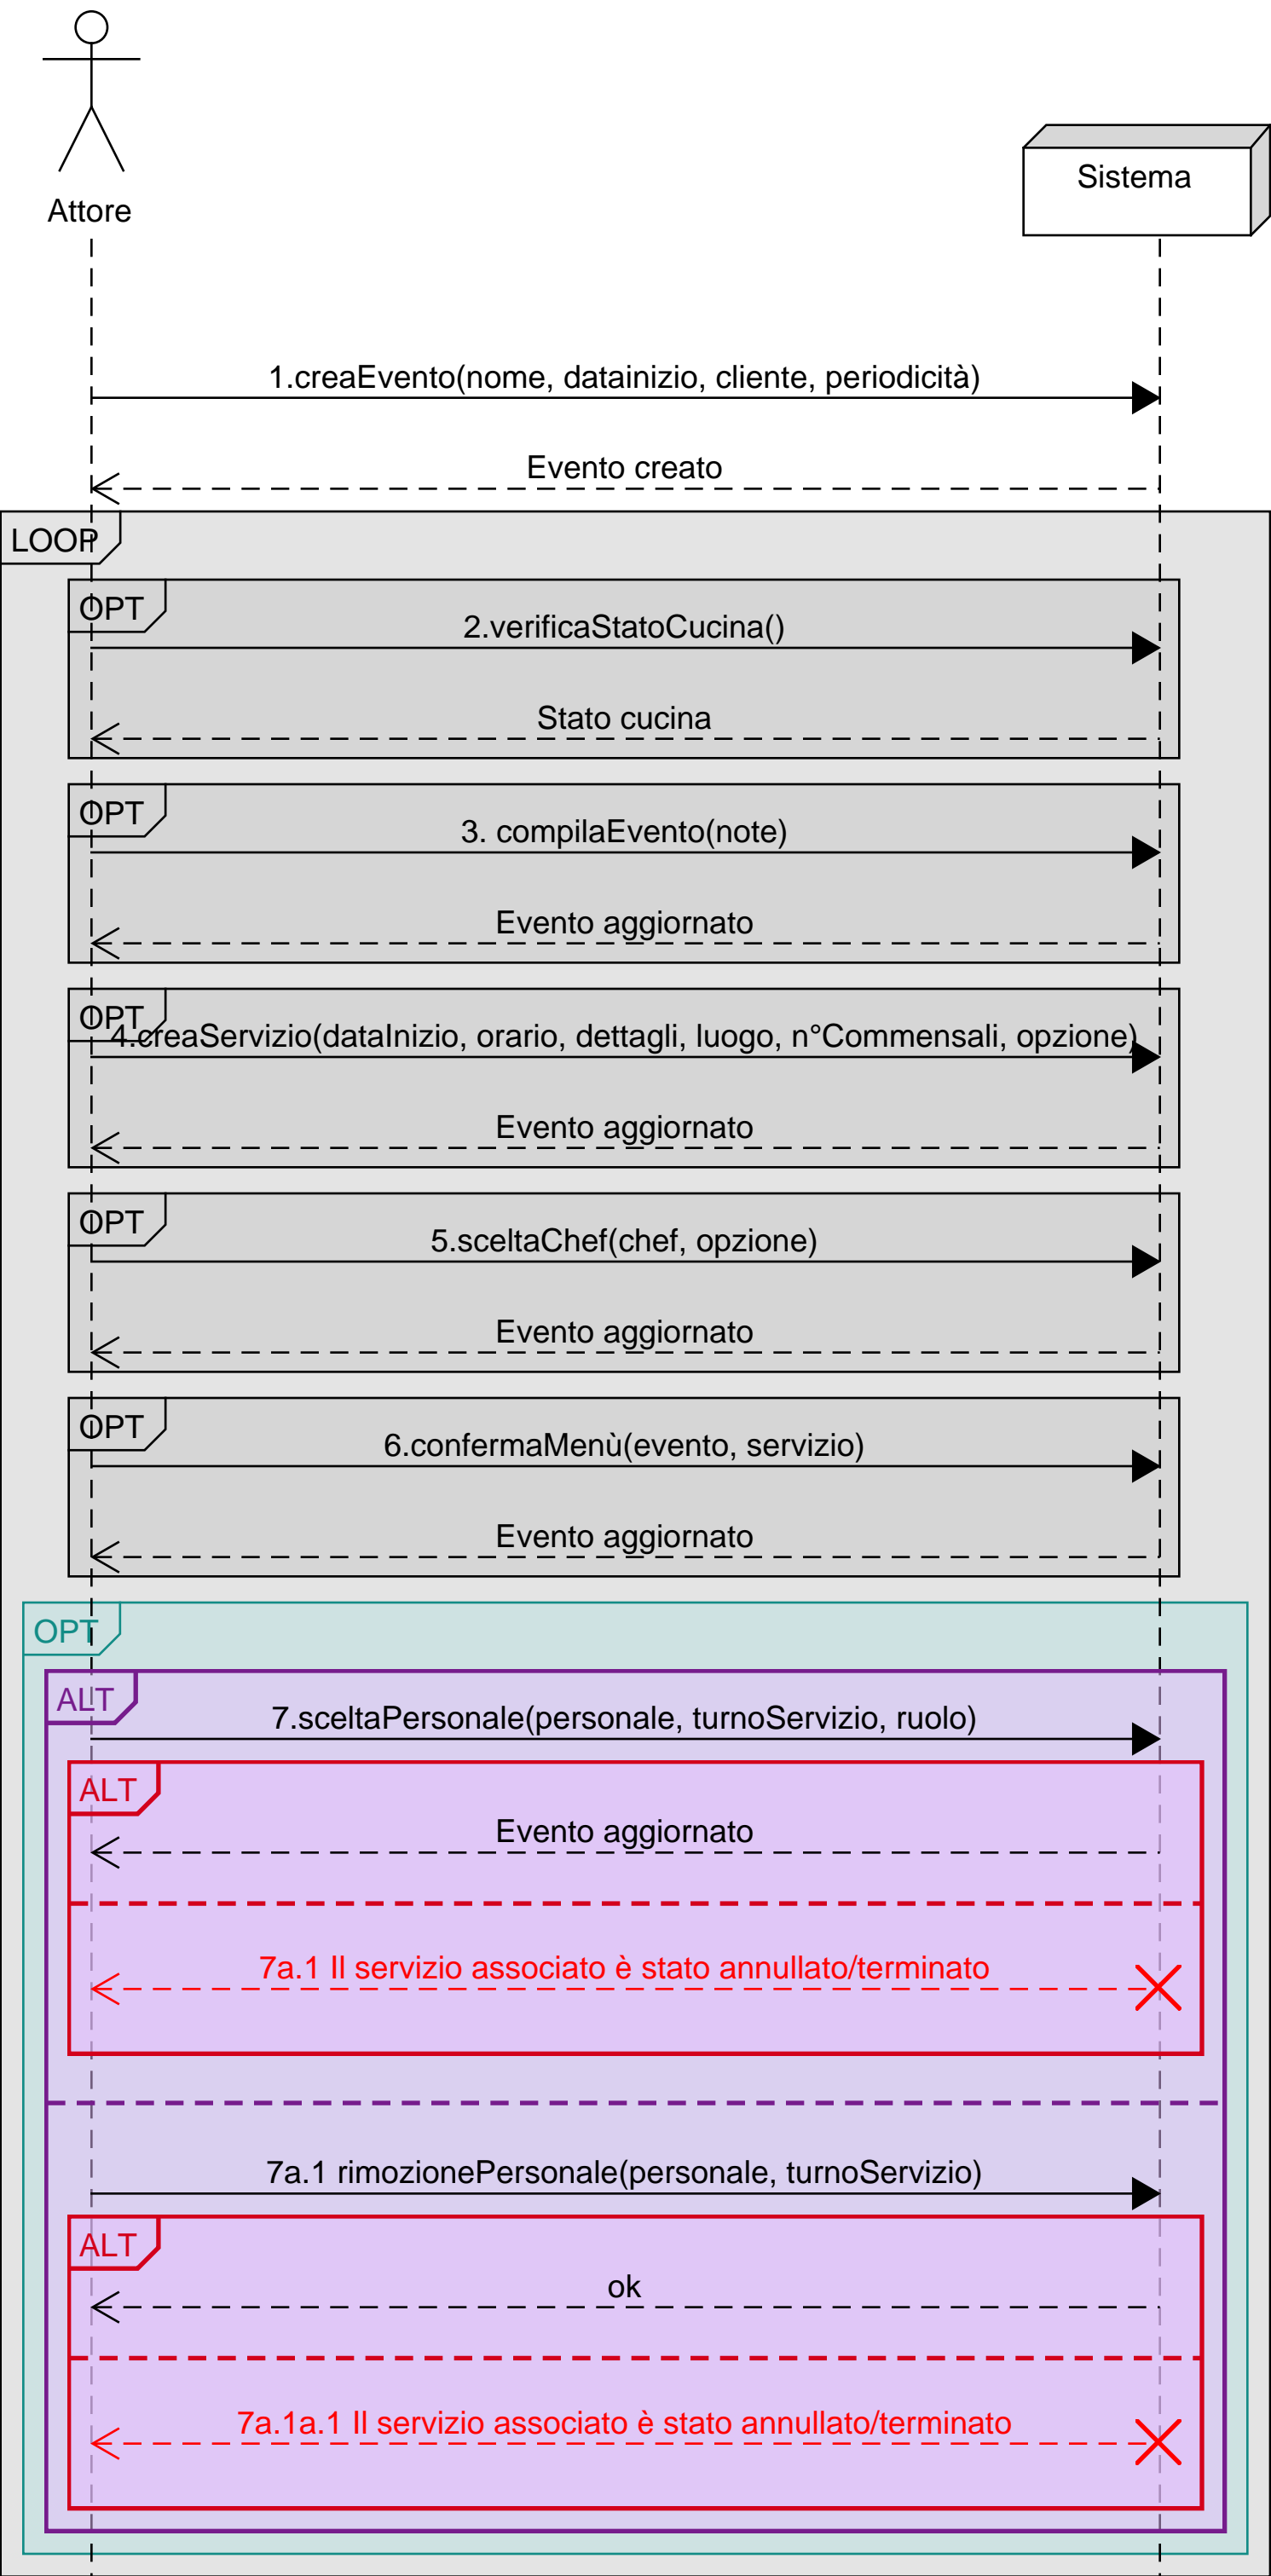 Sistema
Attore
1.creaEvento(nome, datainizio, cliente, periodicità)
Evento creato
LOOP
OPT
2.verificaStatoCucina()
Stato cucina
OPT
3. compilaEvento(note)
Evento aggiornato
OPT
4.creaServizio(dataInizio, orario, dettagli, luogo, n°Commensali, opzione)
Evento aggiornato
OPT
5.sceltaChef(chef, opzione)
Evento aggiornato
OPT
6.confermaMenù(evento, servizio)
Evento aggiornato
OPT
ALT
7.sceltaPersonale(personale, turnoServizio, ruolo)
ALT
Evento aggiornato
7a.1 Il servizio associato è stato annullato/terminato
7a.1 rimozionePersonale(personale, turnoServizio)
ALT
ok
7a.1a.1 Il servizio associato è stato annullato/terminato